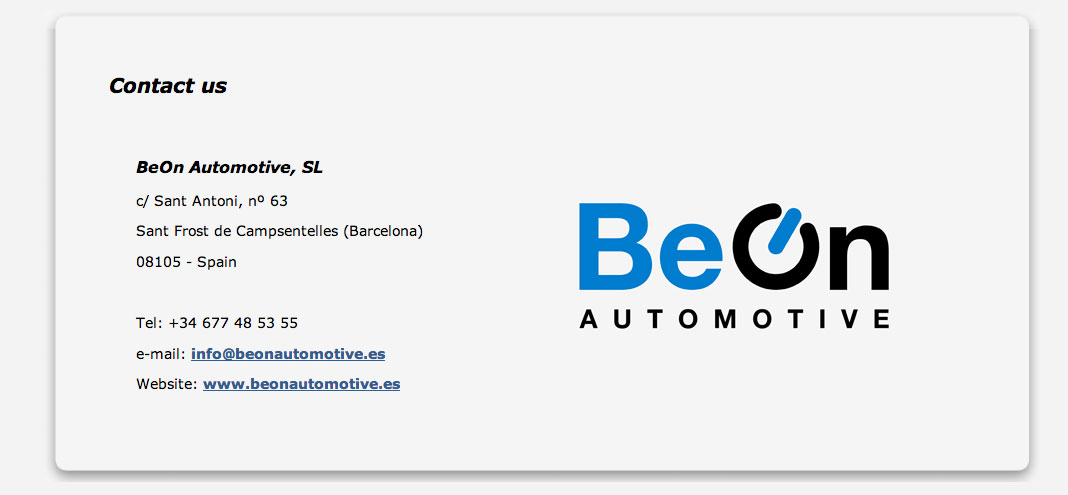 Contact us
BeOn Automotive, SL
c/ Sant Antoni, nº 63
Sant Frost de Campsentelles (Barcelona)
08105 - Spain
Tel: +34 677 48 53 55
e-mail: info@beonautomotive.es
Website: www.beonautomotive.es
BeOn
AUTOMOTIVE